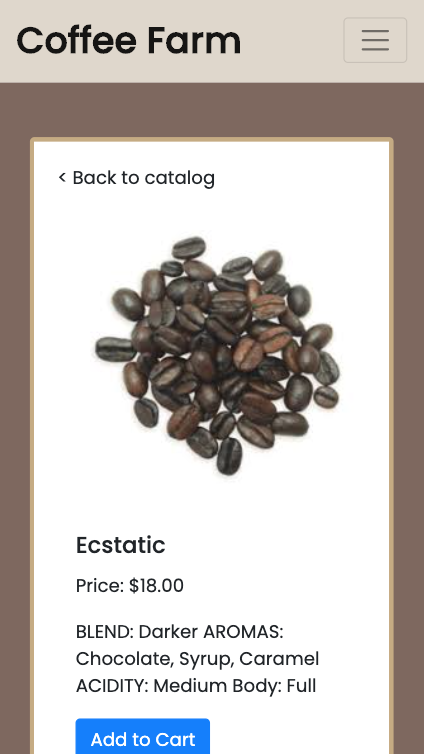 Coffee Farm
< Back to catalog
Ecstatic
Price: $18.00
BLEND: Darker AROMAS:
Chocolate, Syrup, Caramel
ACIDITY: Medium Body: Full
Add to Cart